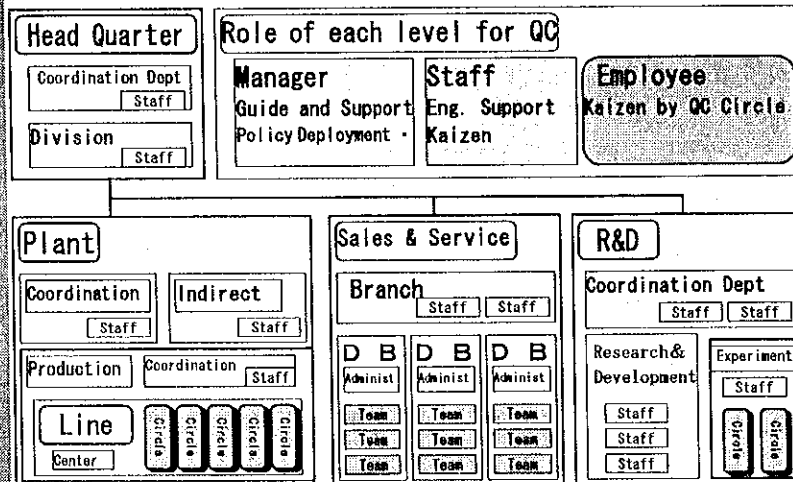 Head Quarter
Coordination Dept
Staff
Division
Staff
Role of each level for QC
Manager
Guide and Support
Policy Deployment ・
Staff
Eng. Support
Kaizen
Employee
Kaizen by QC Circle
Plant
Coordination
Staff
Indirect
Staff
Production
Coordination
Staff
Line
Center
Circle
Circle
Circle
Circle
Circle
Sales & Service
Branch
Staff
Staff
D B
Administ
Team
Team
Team
D B
Administ
Team
Team
Team
D B
Administ
Team
Team
Team
R&D
Coordination Dept
Staff
Staff
Research&
Development
Staff
Staff
Staff
Experiment
Staff
Circle
Circle